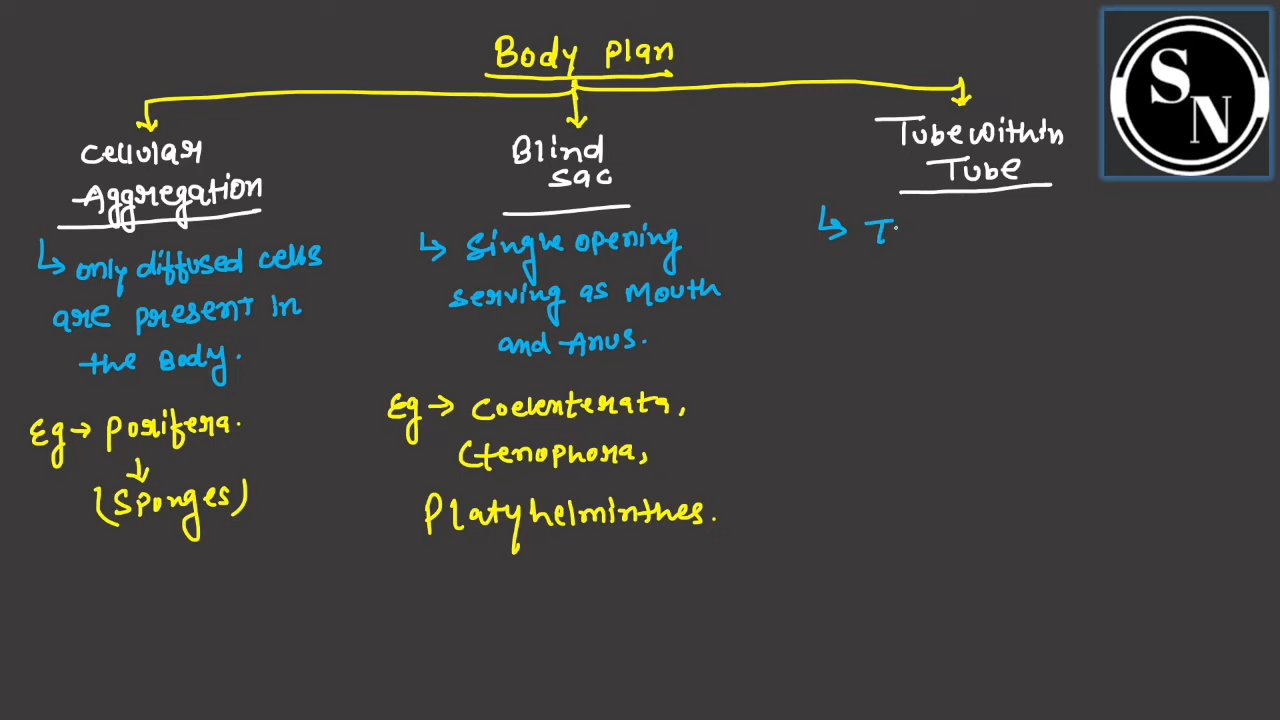 Body Plan
Cellular
Aggregation
↳ only diffused cells
are present in
the Body.
Eg → Porifera.
↓
(Sponges)
Blind
Sac
↳ Single opening
serving as Mouth
and Anus.
Eg → Coelenterata,
Ctenophora,
Platyhelminthes.
Tube within
Tube
↳ T
SN